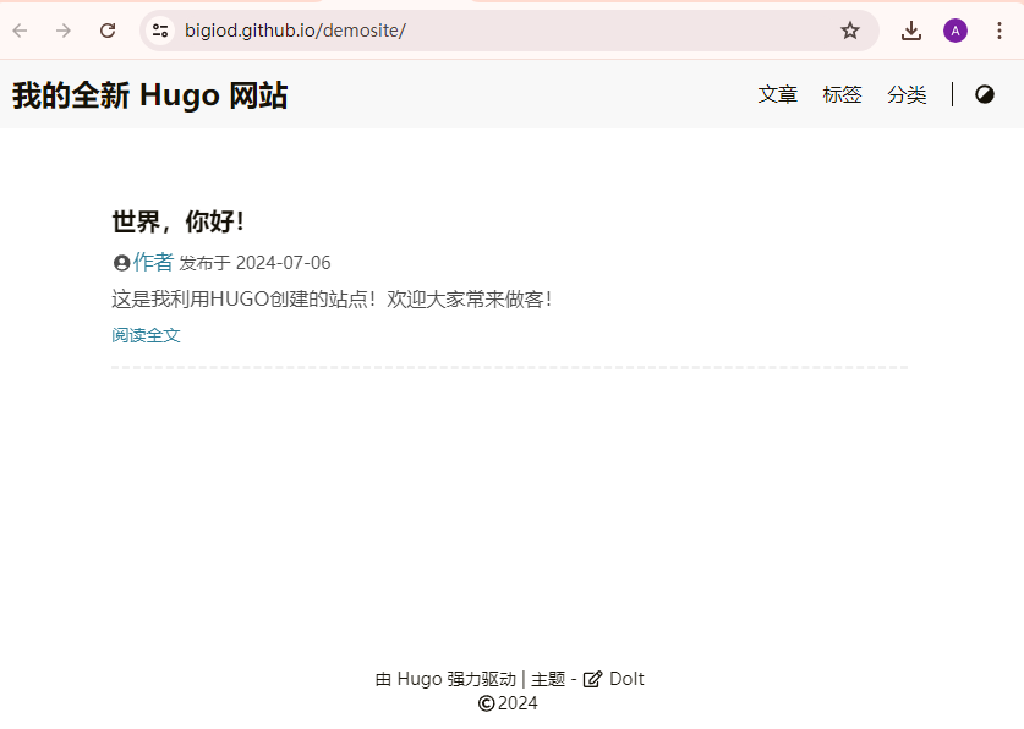 bigiod.github.io/demosite/
A
我的全新 Hugo 网站
文章 标签 分类
世界，你好！
作者 发布于 2024-07-06
这是我利用HUGO创建的站点！欢迎大家常来做客！
阅读全文
由 Hugo 强力驱动 | 主题 - DoIt
©2024